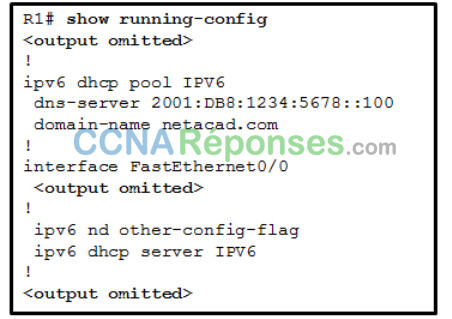 R1# show running-config
<output omitted>
!
ipv6 dhcp pool IPV6
 dns-server 2001:DB8:1234:5678::100
 domain-name netacad.com
CCNARéponses.com
!
interface FastEthernet0/0
 <output omitted>
!
 ipv6 nd other-config-flag
 ipv6 dhcp server IPV6
!
<output omitted>